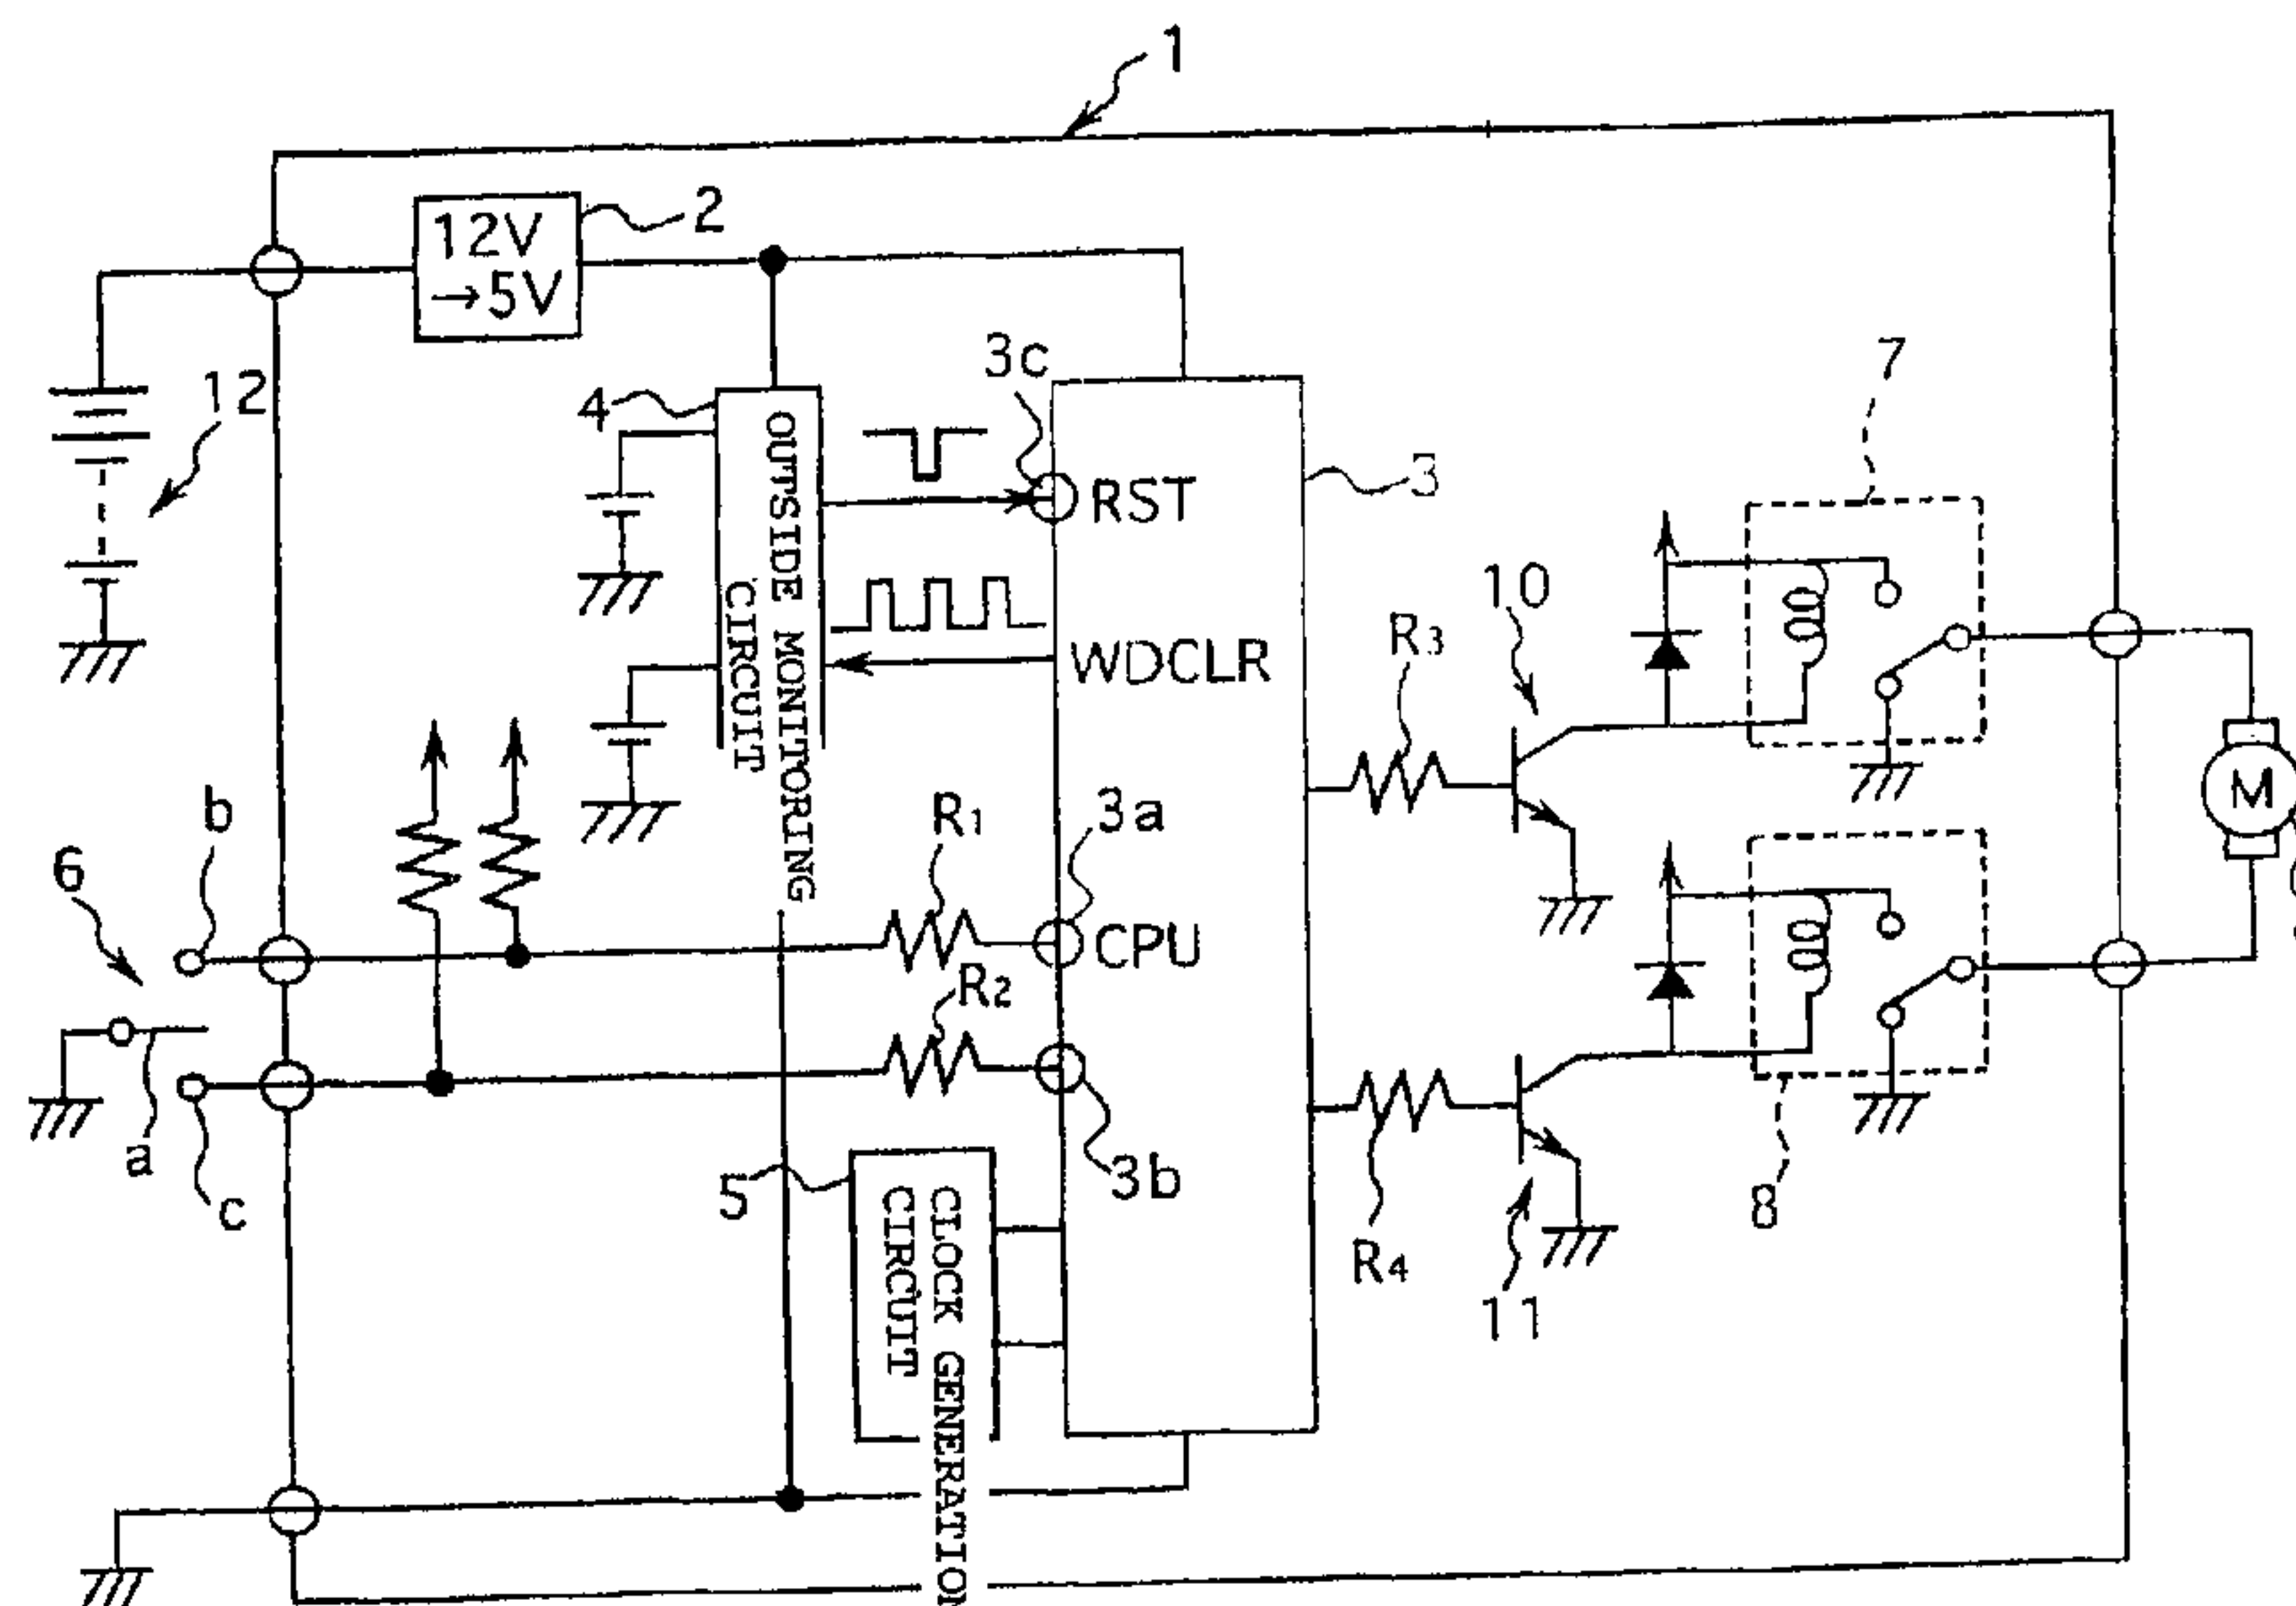 1
12V
→5V
2
12
4
OUTSIDE MONITORING
CIRCUIT
3c
RST
3
WDCLR
7
10
R3
M
b
6
a
c
R1
3a
CPU
R2
3b
5
CLOCK GENERATION
CIRCUIT
R4
11
8